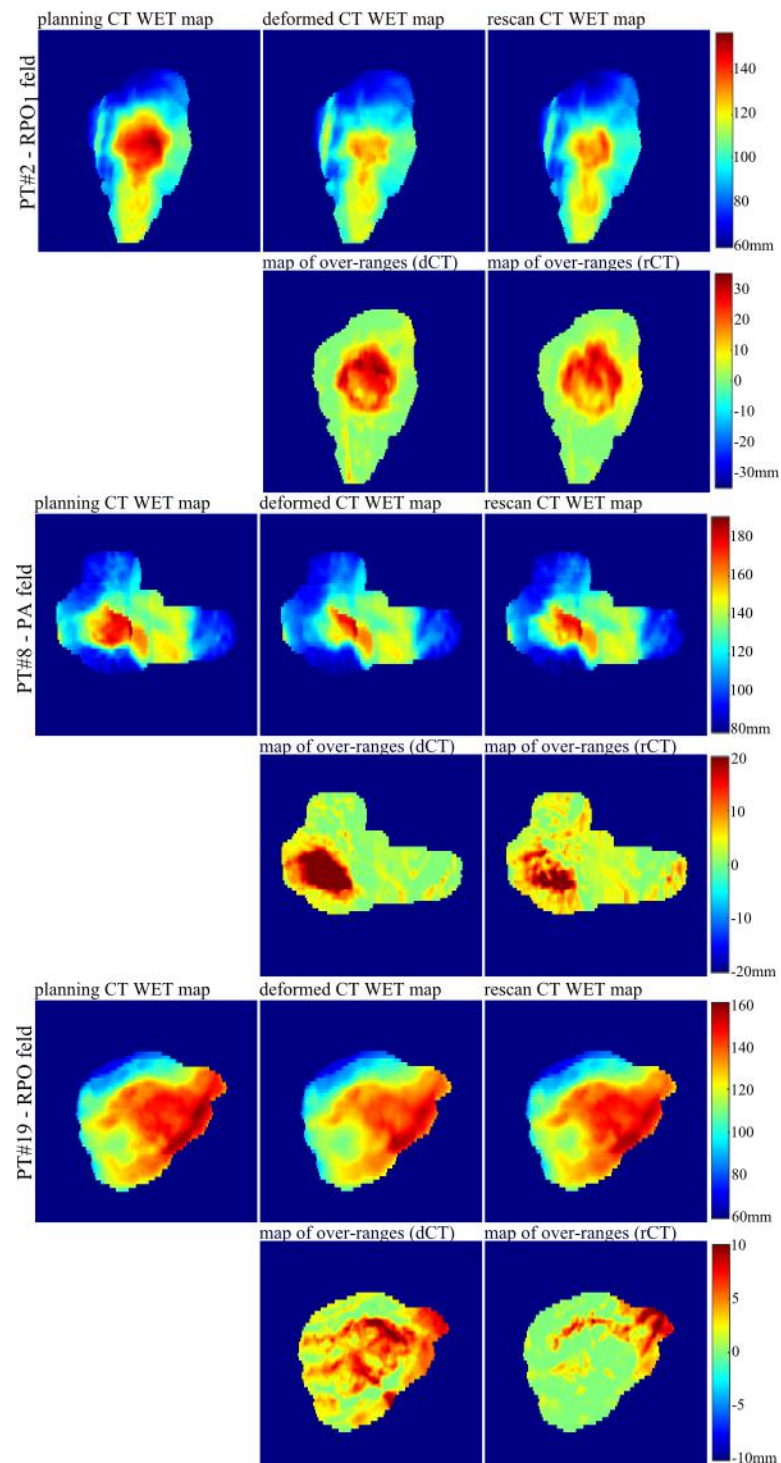 planning CT WET map deformed CT WET map rescan CT WET map
PT#2 - RPO1 feld
140
120
100
80
60mm
map of over-ranges (dCT) map of over-ranges (rCT)
30
20
10
0
-10
-20
-30mm
planning CT WET map deformed CT WET map rescan CT WET map
PT#8 - PA feld
180
160
140
120
100
80mm
map of over-ranges (dCT) map of over-ranges (rCT)
20
10
0
-10
-20mm
planning CT WET map deformed CT WET map rescan CT WET map
PT#19 - RPO feld
160
140
120
100
80
60mm
map of over-ranges (dCT) map of over-ranges (rCT)
10
5
0
-5
-10mm